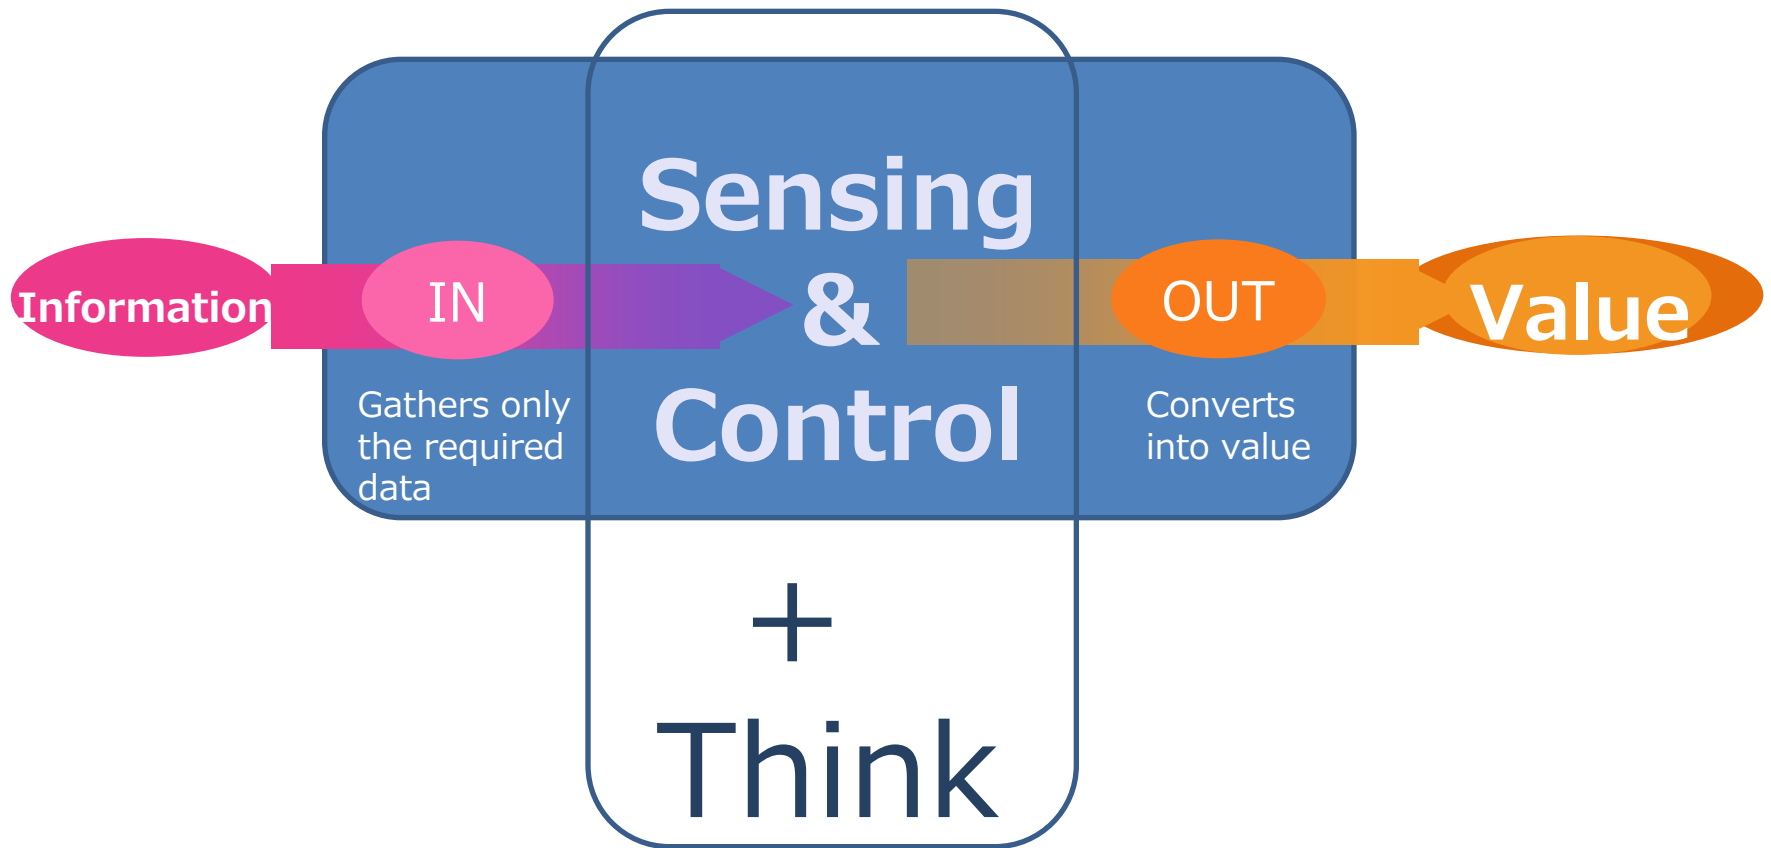 Information
IN
Gathers only
the required
data
Sensing
&
Control
OUT
Converts
into value
Value
+
Think